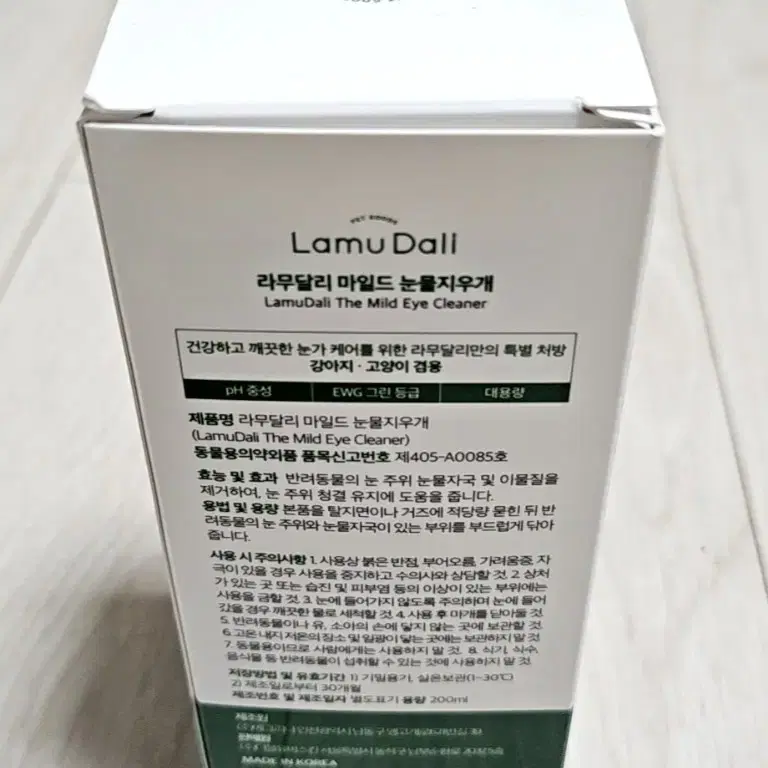 PET GOODS
LamuDali
라무달리 마일드 눈물지우개
LamuDali The Mild Eye Cleaner
건강하고 깨끗한 눈가 케어를 위한 라무달리만의 특별 처방
강아지 · 고양이 겸용
pH 중성 EWG 그린 등급 대용량
제품명 라무달리 마일드 눈물지우개
(LamuDali The Mild Eye Cleaner)
동물용의약외품 품목신고번호 제405-A0085호
효능 및 효과 반려동물의 눈 주위 눈물자국 및 이물질을
제거하여, 눈 주위 청결 유지에 도움을 줍니다.
용법 및 용량 본품을 탈지면이나 거즈에 적당량 묻힌 뒤 반
려동물의 눈 주위와 눈물자국이 있는 부위를 부드럽게 닦아
줍니다.
사용 시 주의사항 1. 사용상 붉은 반점, 부어오름, 가려움증, 자
극이 있을 경우 사용을 중지하고 수의사와 상담할 것. 2. 상처
가 있는 곳 또는 습진 및 피부염 등의 이상이 있는 부위에는
사용을 금할 것. 3. 눈에 들어가지 않도록 주의하며 눈에 들어
갔을 경우 깨끗한 물로 세척할 것. 4. 사용 후 마개를 닫아둘 것.
5. 반려동물이나 유, 소아의 손에 닿지 않는 곳에 보관할 것.
6. 고온 내지 저온의 장소 및 일광이 닿는 곳에는 보관하지 말 것.
7. 동물용이므로 사람에게는 사용하지 말 것. 8. 식기, 식수,
음식물 등 반려동물이 섭취할 수 있는 것에 사용하지 말 것.
저장방법 및 유효기간 1) 기밀용기, 실온보관(1~30℃)
2) 제조일로부터 30개월
제조번호 및 제조일자 별도표기 용량 200ml
제조원
판매원
MADE IN KOREA